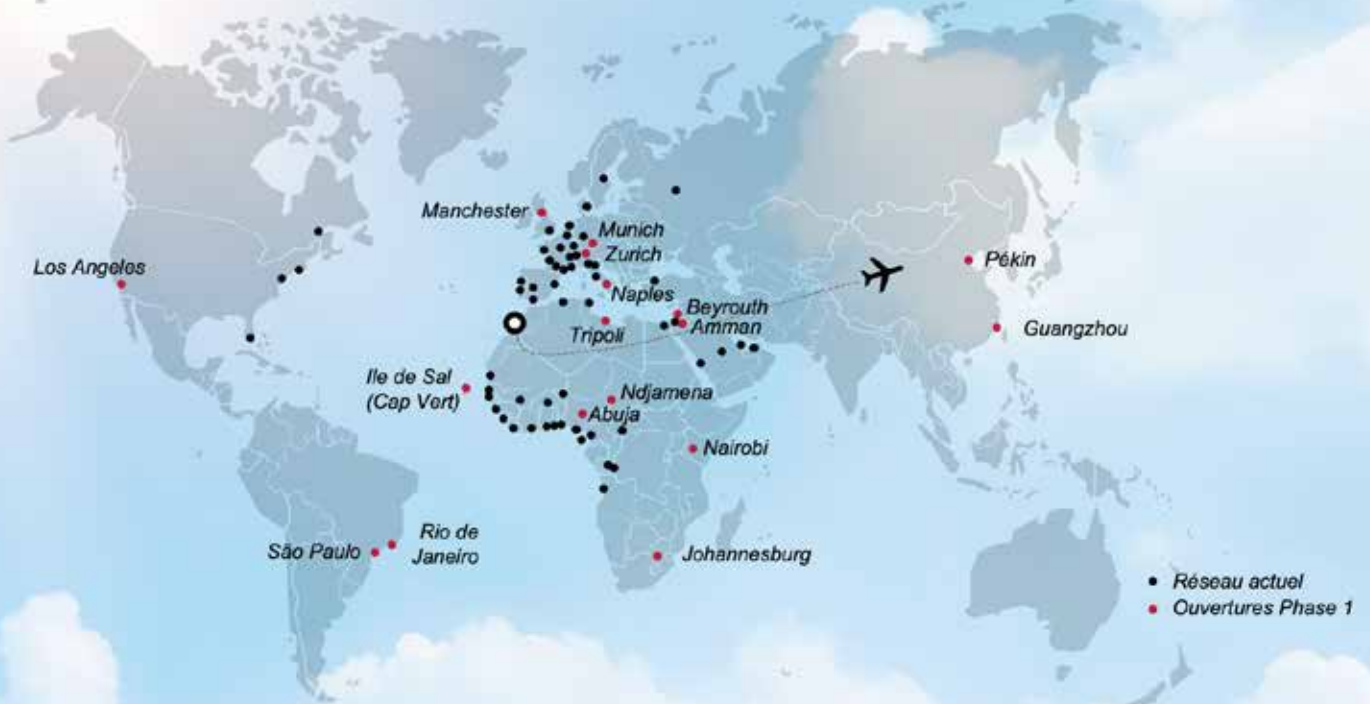 Manchester
Munich
Zurich
Los Angeles
Pékin
Naples
Beyrouth
Amman
Tripoli
Guangzhou
Ile de Sal
(Cap Vert)
Ndjamena
Abuja
Nairobi
Rio de
Janeiro
São Paulo
Johannesburg
Réseau actuel
Ouvertures Phase 1